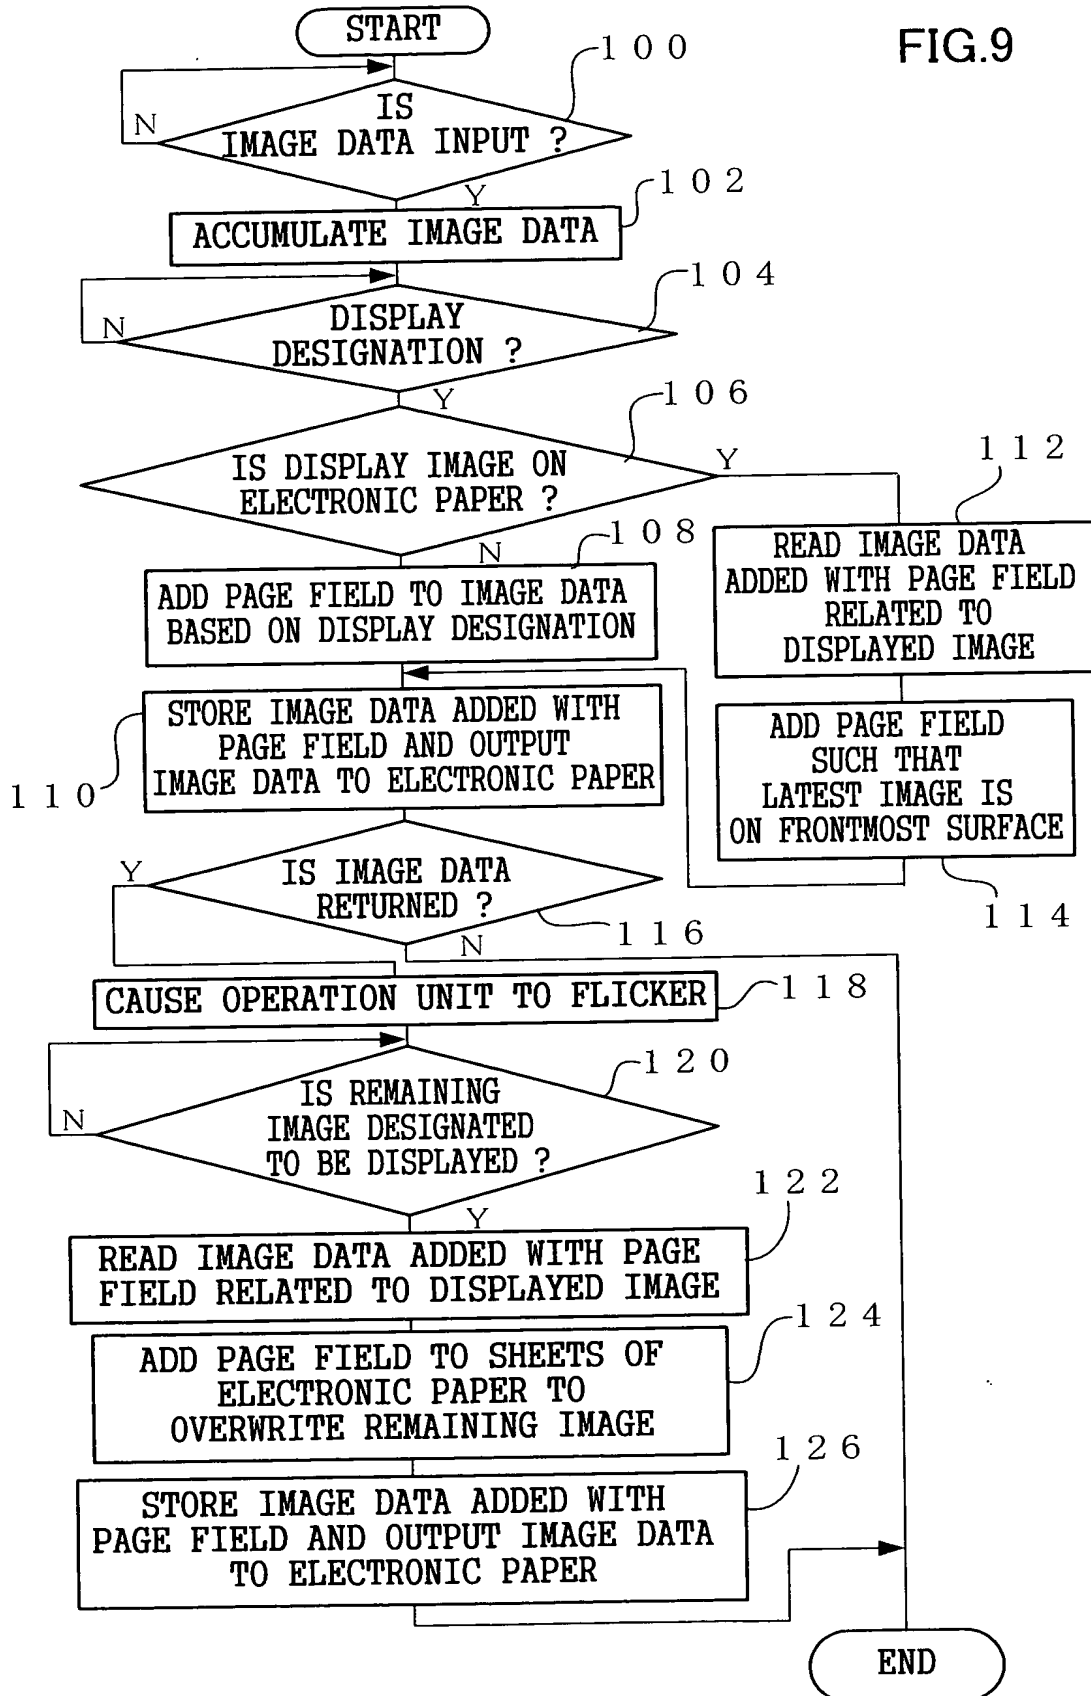 FIG.9
START
100
IS
IMAGE DATA INPUT ?
N
Y
102
ACCUMULATE IMAGE DATA
104
DISPLAY
DESIGNATION ?
N
Y
106
IS DISPLAY IMAGE ON
ELECTRONIC PAPER ?
Y
N
112
READ IMAGE DATA
ADDED WITH PAGE FIELD
RELATED TO
DISPLAYED IMAGE
108
ADD PAGE FIELD TO IMAGE DATA
BASED ON DISPLAY DESIGNATION
ADD PAGE FIELD
SUCH THAT
LATEST IMAGE IS
ON FRONTMOST SURFACE
114
STORE IMAGE DATA ADDED WITH
PAGE FIELD AND OUTPUT
IMAGE DATA TO ELECTRONIC PAPER
110
IS IMAGE DATA
RETURNED ?
Y
116
N
CAUSE OPERATION UNIT TO FLICKER
118
120
IS REMAINING
IMAGE DESIGNATED
TO BE DISPLAYED ?
N
Y
122
READ IMAGE DATA ADDED WITH PAGE
FIELD RELATED TO DISPLAYED IMAGE
124
ADD PAGE FIELD TO SHEETS OF
ELECTRONIC PAPER TO
OVERWRITE REMAINING IMAGE
126
STORE IMAGE DATA ADDED WITH
PAGE FIELD AND OUTPUT IMAGE DATA
TO ELECTRONIC PAPER
END